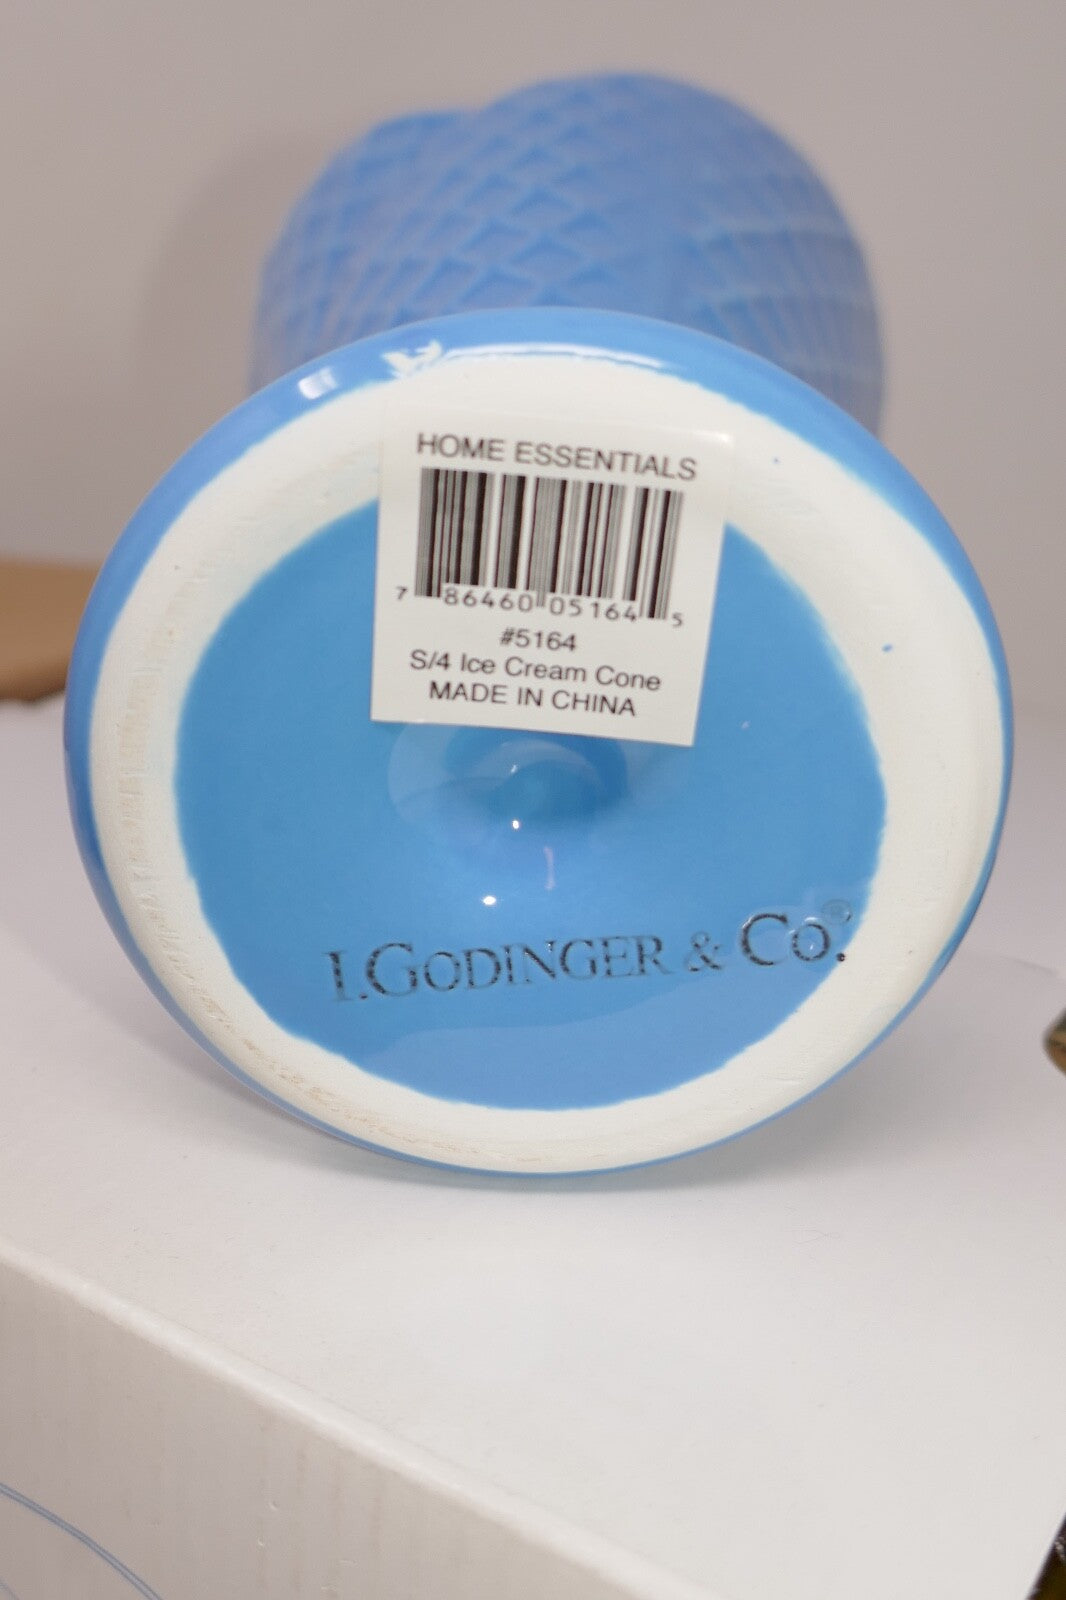 HOME ESSENTIALS
7 86460 05164 5
#5164
S/4 Ice Cream Cone
MADE IN CHINA
I. GODINGER & CO.®